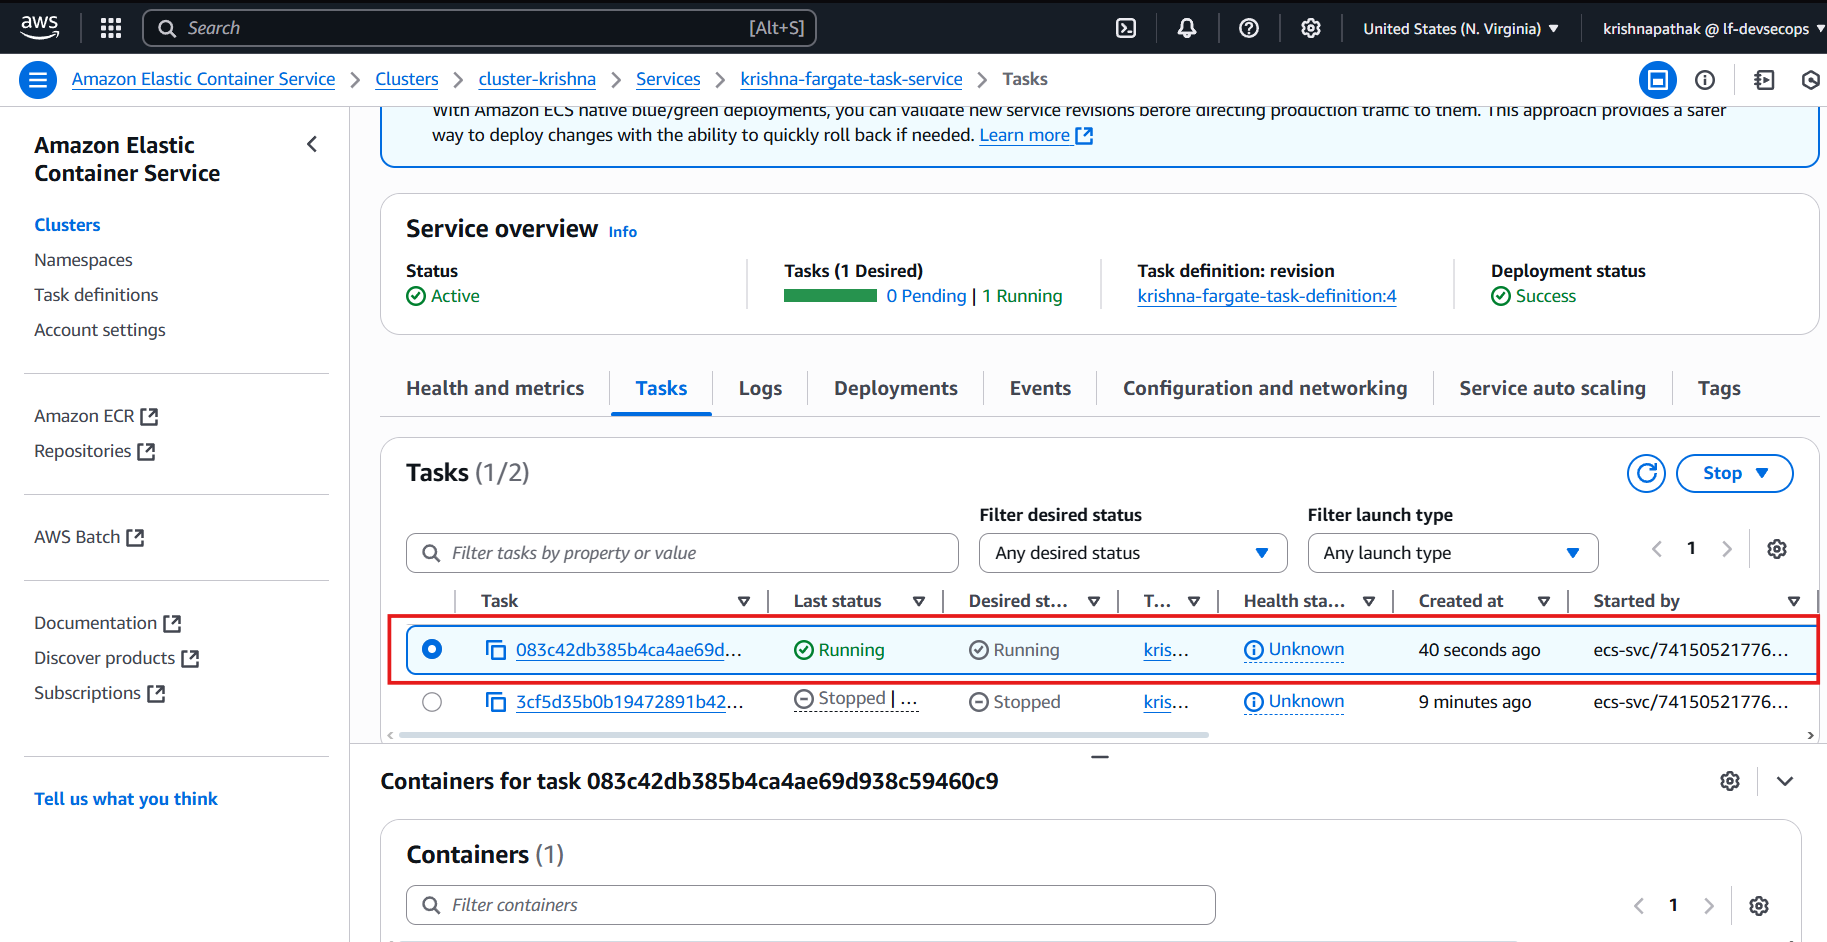 aws
Search
[Alt+S]
United States (N. Virginia)
krishnapathak @ lf-devsecops
Amazon Elastic Container Service
Clusters
cluster-krishna
Services
krishna-fargate-task-service
Tasks
Amazon Elastic
Container Service
Clusters
Namespaces
Task definitions
Account settings
Amazon ECR
Repositories
AWS Batch
Documentation
Discover products
Subscriptions
Tell us what you think
With Amazon ECS native blue/green deployments, you can validate new service revisions before directing production traffic to them. This approach provides a safer
way to deploy changes with the ability to quickly roll back if needed. Learn more
Service overview Info
Status
Active
Tasks (1 Desired)
0 Pending | 1 Running
Task definition: revision
krishna-fargate-task-definition:4
Deployment status
Success
Health and metrics
Tasks
Logs
Deployments
Events
Configuration and networking
Service auto scaling
Tags
Tasks (1/2)
Stop
Filter desired status
Filter launch type
Filter tasks by property or value
Any desired status
Any launch type
1
Task
Last status
Desired st...
T...
Health sta...
Created at
Started by
083c42db385b4ca4ae69d...
Running
Running
kris...
Unknown
40 seconds ago
ecs-svc/74150521776...
3cf5d35b0b19472891b42...
Stopped | ...
Stopped
kris...
Unknown
9 minutes ago
ecs-svc/74150521776...
Containers for task 083c42db385b4ca4ae69d938c59460c9
Containers (1)
Filter containers
1